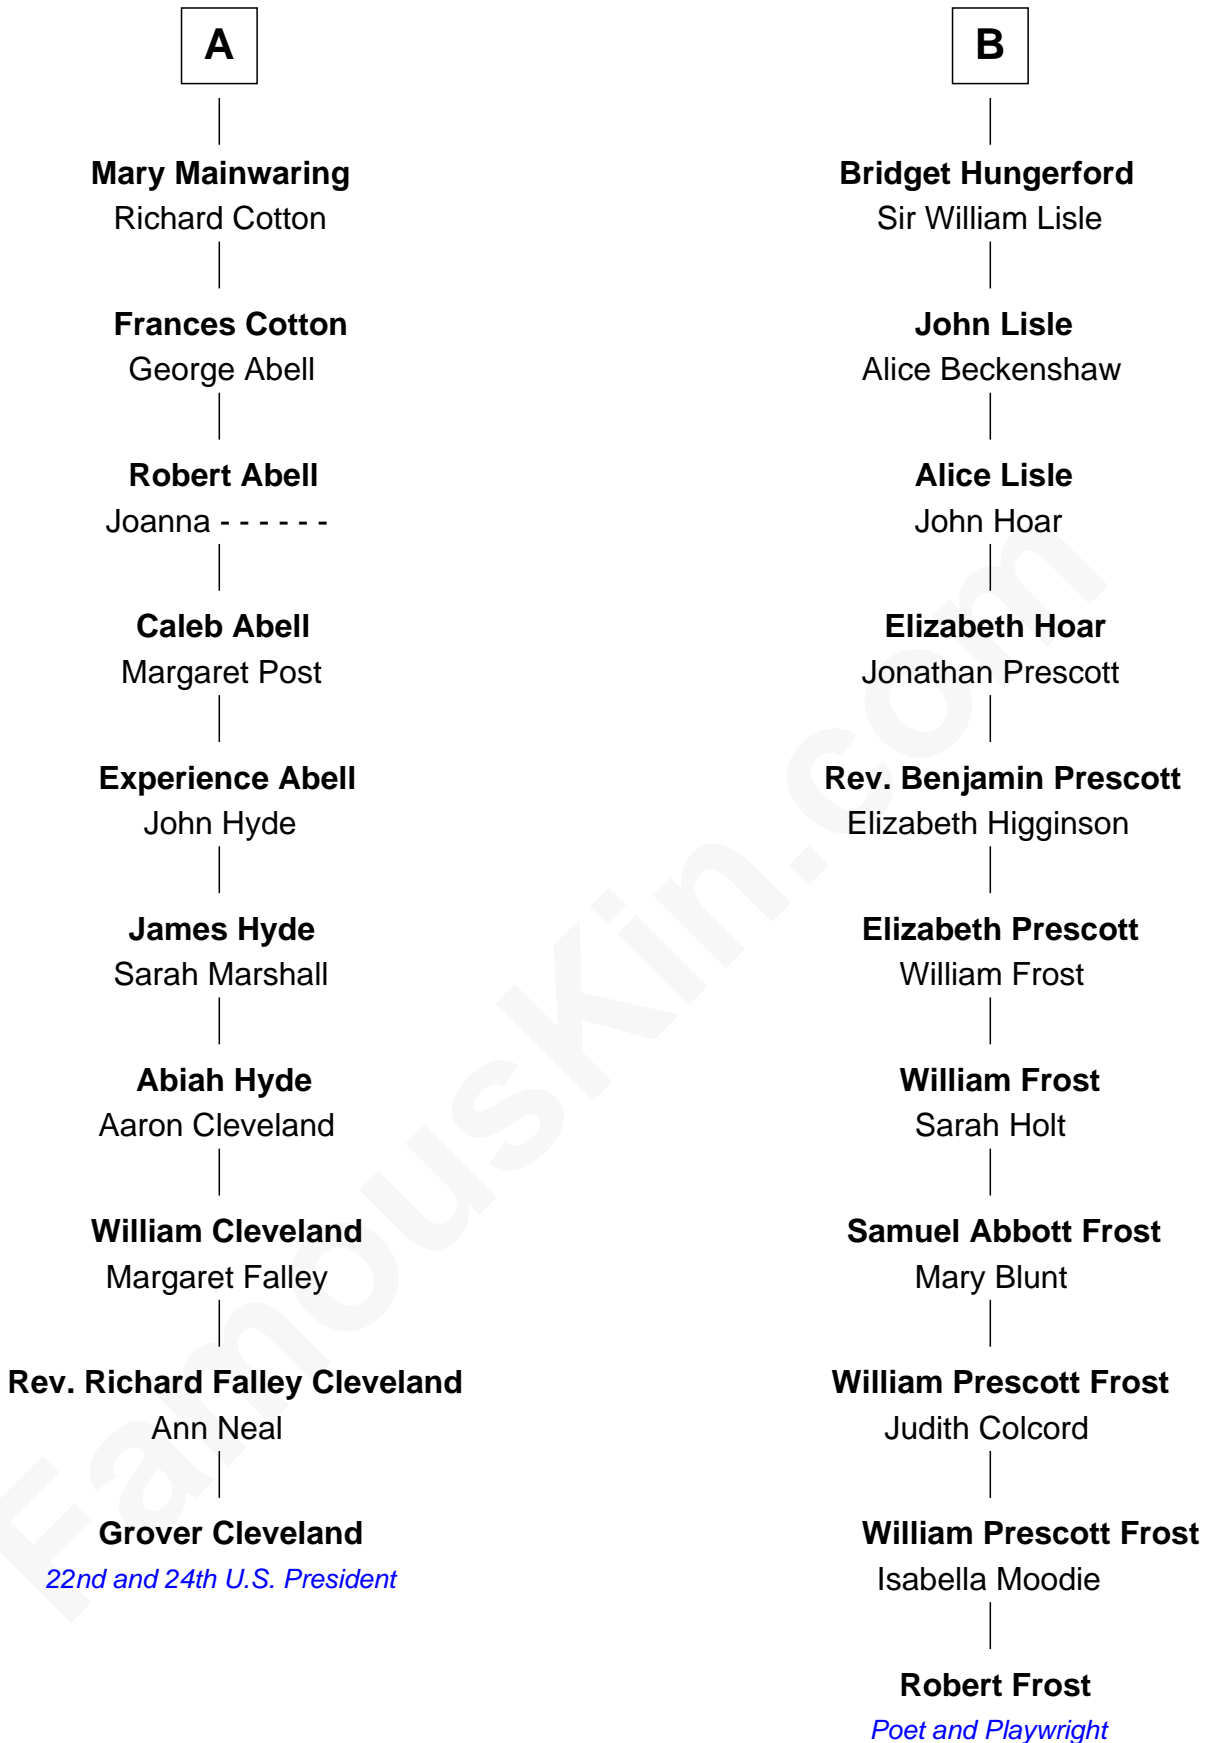 A
Mary Mainwaring
Richard Cotton
Frances Cotton
George Abell
Robert Abell
Joanna - - - - - -
Caleb Abell
Margaret Post
Experience Abell
John Hyde
James Hyde
Sarah Marshall
Abiah Hyde
Aaron Cleveland
William Cleveland
Margaret Falley
Rev. Richard Falley Cleveland
Ann Neal
Grover Cleveland
22nd and 24th U.S. President
B
Bridget Hungerford
Sir William Lisle
John Lisle
Alice Beckenshaw
Alice Lisle
John Hoar
Elizabeth Hoar
Jonathan Prescott
Rev. Benjamin Prescott
Elizabeth Higginson
Elizabeth Prescott
William Frost
William Frost
Sarah Holt
Samuel Abbott Frost
Mary Blunt
William Prescott Frost
Judith Colcord
William Prescott Frost
Isabella Moodie
Robert Frost
Poet and Playwright
FamousKin.com